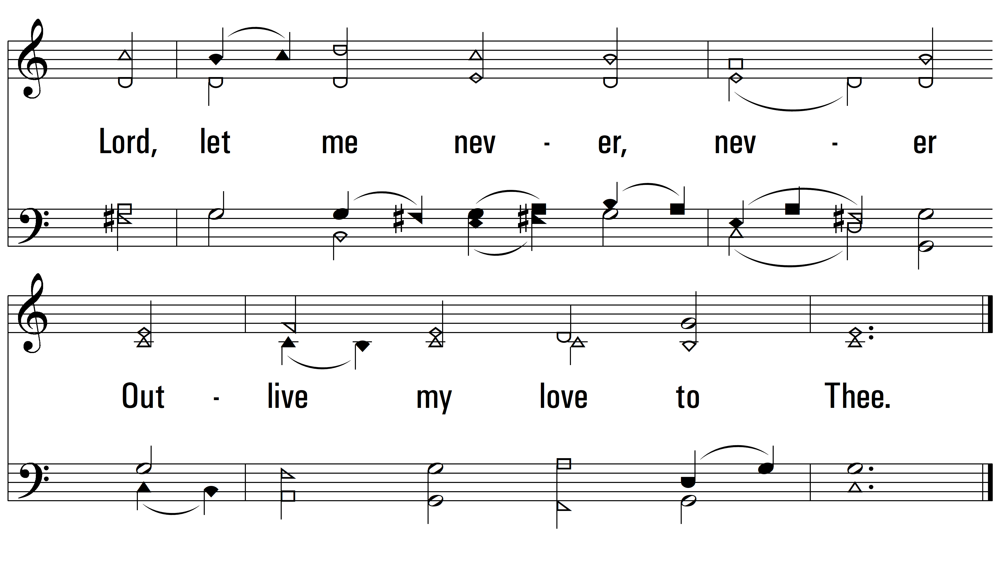 Lord, let me nev - er, nev - er
Out - live my love to Thee.